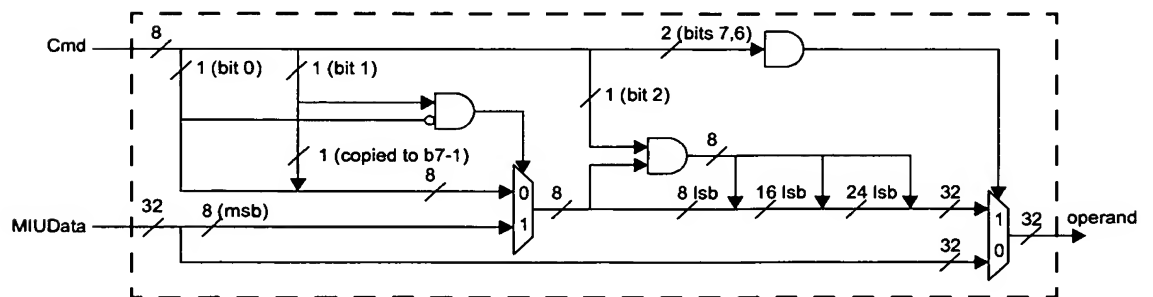 8
2 (bits 7,6)
Cmd
1 (bit 0)
1 (bit 1)
1 (bit 2)
8
1 (copied to b7-1)
8
0
32
8 (msb)
8
8 lsb
16 lsb
24 lsb
32
MIUData
1
1
32
operand
32
0